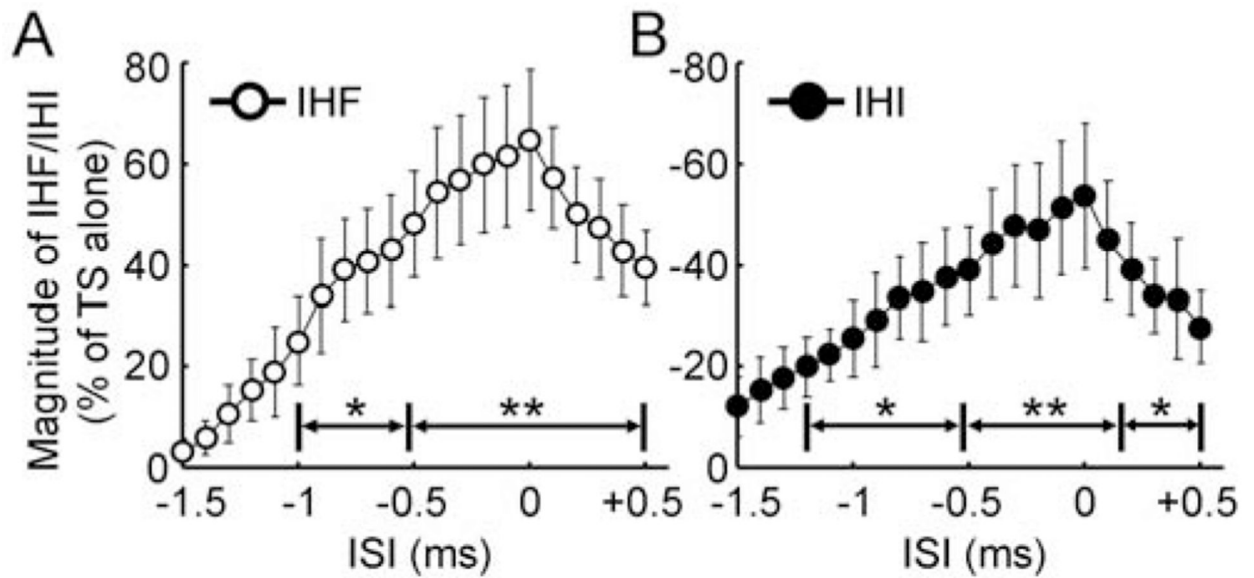 A
B
Magnitude of IHF/IHI
(% of TS alone)
80
60
40
20
0
IHF
*
**
-1.5 -1 -0.5 0 +0.5
ISI (ms)
-80
-60
-40
-20
0
IHI
*
**
*
-1.5 -1 -0.5 0 +0.5
ISI (ms)